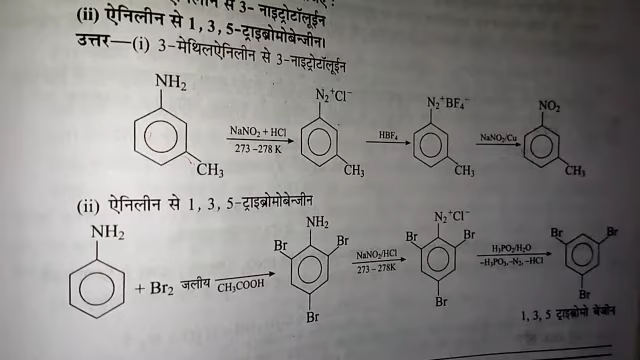 से 3- नाइट्रोटॉलूईन
(ii) ऐनिलीन से 1, 3, 5-ट्राइब्रोमोबेन्जीन।
उत्तर—(i) 3-मेथिलऐनिलीन से 3-नाइट्रोटॉलूईन
NH₂
CH₃
NaNO₂ + HCl
273 –278 K
N₂⁺Cl⁻
CH₃
HBF₄
N₂⁺BF₄⁻
CH₃
NaNO₂/Cu
NO₂
CH₃
(ii) ऐनिलीन से 1, 3, 5-ट्राइब्रोमोबेन्जीन
NH₂
+ Br₂ जलीय
CH₃COOH
NH₂
Br
Br
Br
NaNO₂/HCl
273 – 278K
N₂⁺Cl⁻
Br
Br
Br
H₃PO₂/H₂O
–H₃PO₃,–N₂,–HCl
Br
Br
Br
1, 3, 5 ट्राइब्रोमो बेन्जीन